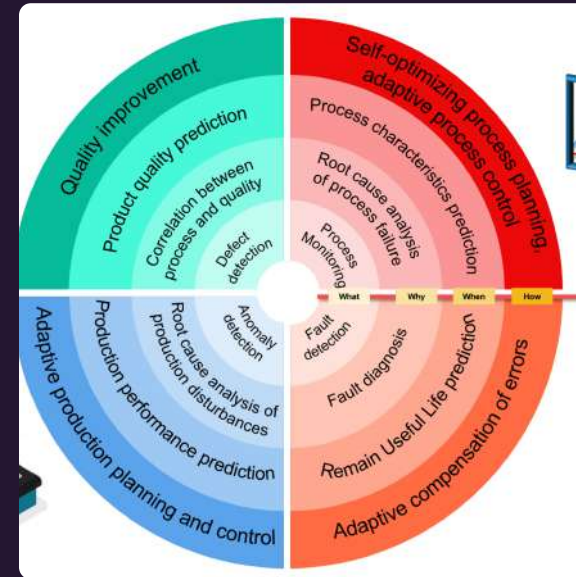 Quality improvement
Product quality prediction
Correlation between
process and quality
Defect
detection
Self-optimizing process planning,
adaptive process control
Process characteristics prediction
Root cause analysis
of process failure
Process
Monitoring
What
Why
When
How
Anomaly
detection
Root cause analysis of
production disturbances
Production performance prediction
Adaptive production planning and control
Fault
detection
Fault diagnosis
Remain Useful Life prediction
Adaptive compensation of errors